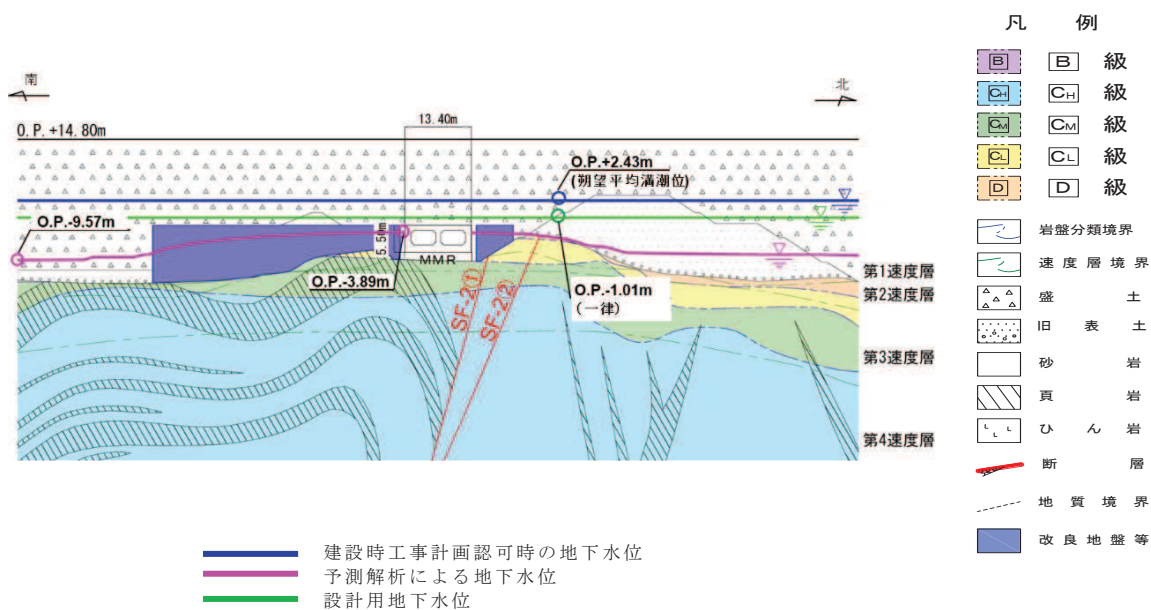 南
北
O.P.+14.80m
13.40m
O.P.+2.43m
(朔望平均満潮位)
O.P.-9.57m
5.50m
MMR
O.P.-3.89m
O.P.-1.01m
(一律)
SF-2①
SF-2②
第1速度層
第2速度層
第3速度層
第4速度層
建設時工事計画認可時の地下水位
予測解析による地下水位
設計用地下水位
凡 例
B B 級
CH CH 級
CM CM 級
CL CL 級
D D 級
岩盤分類境界
速度層境界
盛土
旧表土
砂岩
頁岩
ひん岩
断層
地質境界
改良地盤等